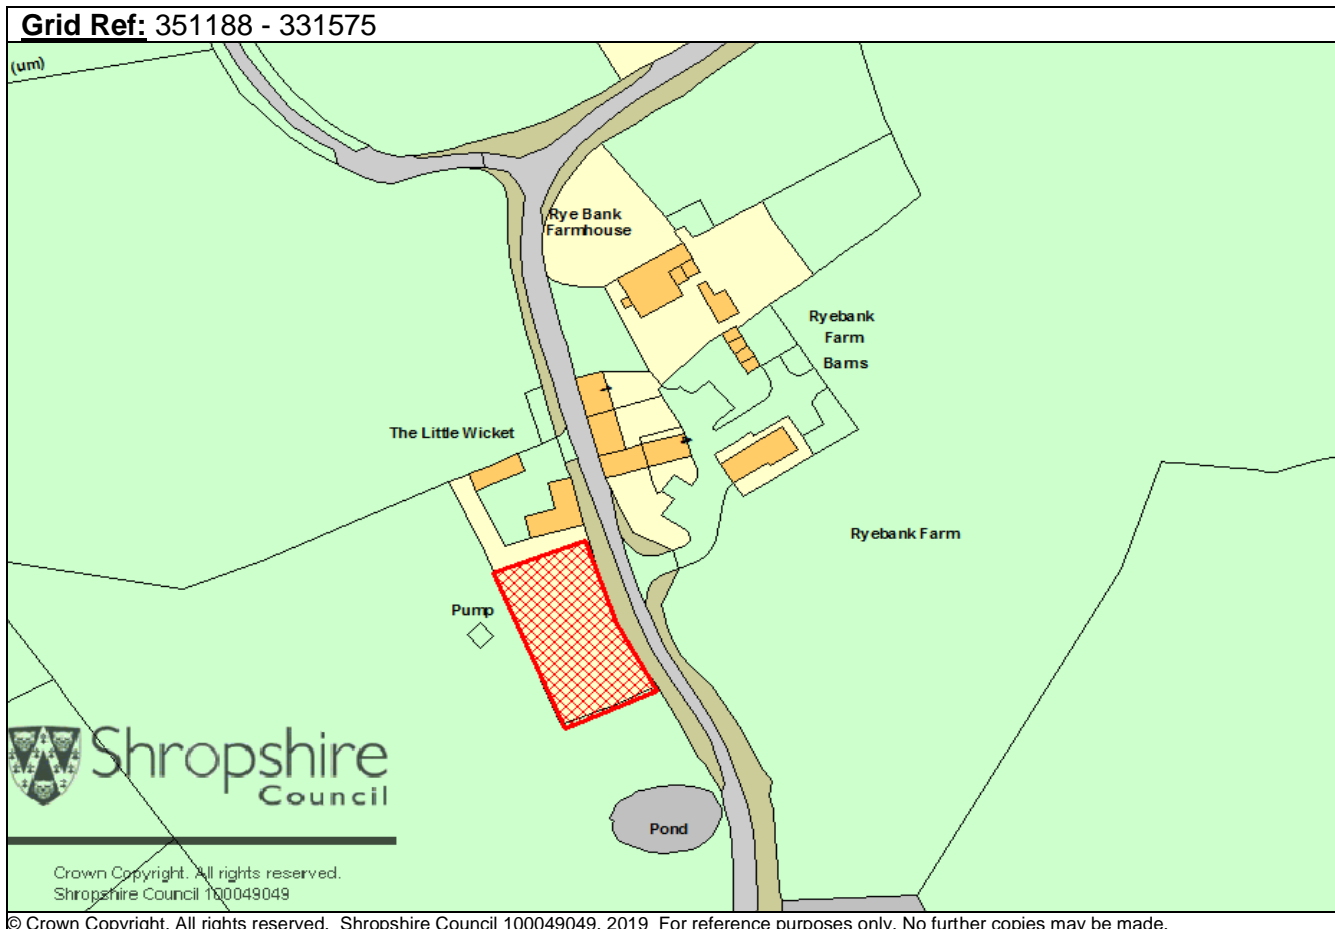 Grid Ref: 351188 - 331575
(um)
Rye Bank
Farmhouse
Ryebank
Farm
Barns
The Little Wicket
Ryebank Farm
Pump
Shropshire
Council
Pond
Crown Copyright. All rights reserved.
Shropshire Council 100049049
© Crown Copyright. All rights reserved. Shropshire Council 100049049. 2019 For reference purposes only. No further copies may be made.